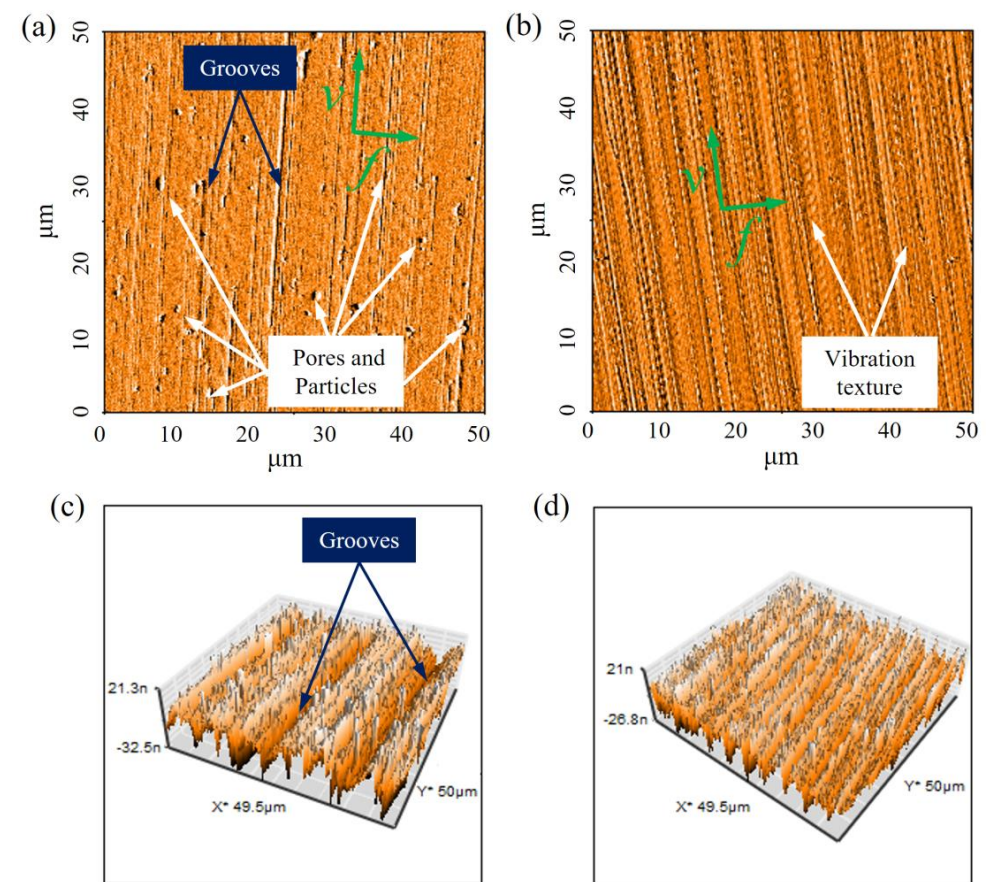 (a)
50
40
30
20
10
0
μm
Grooves
v
f
Pores and
Particles
0 10 20 30 40 50
μm
(b)
50
40
30
20
10
0
μm
v
f
Vibration
texture
0 10 20 30 40 50
μm
(c)
Grooves
21.3n
-32.5n
X* 49.5μm
Y* 50μm
(d)
21n
-26.8n
X* 49.5μm
Y* 50μm